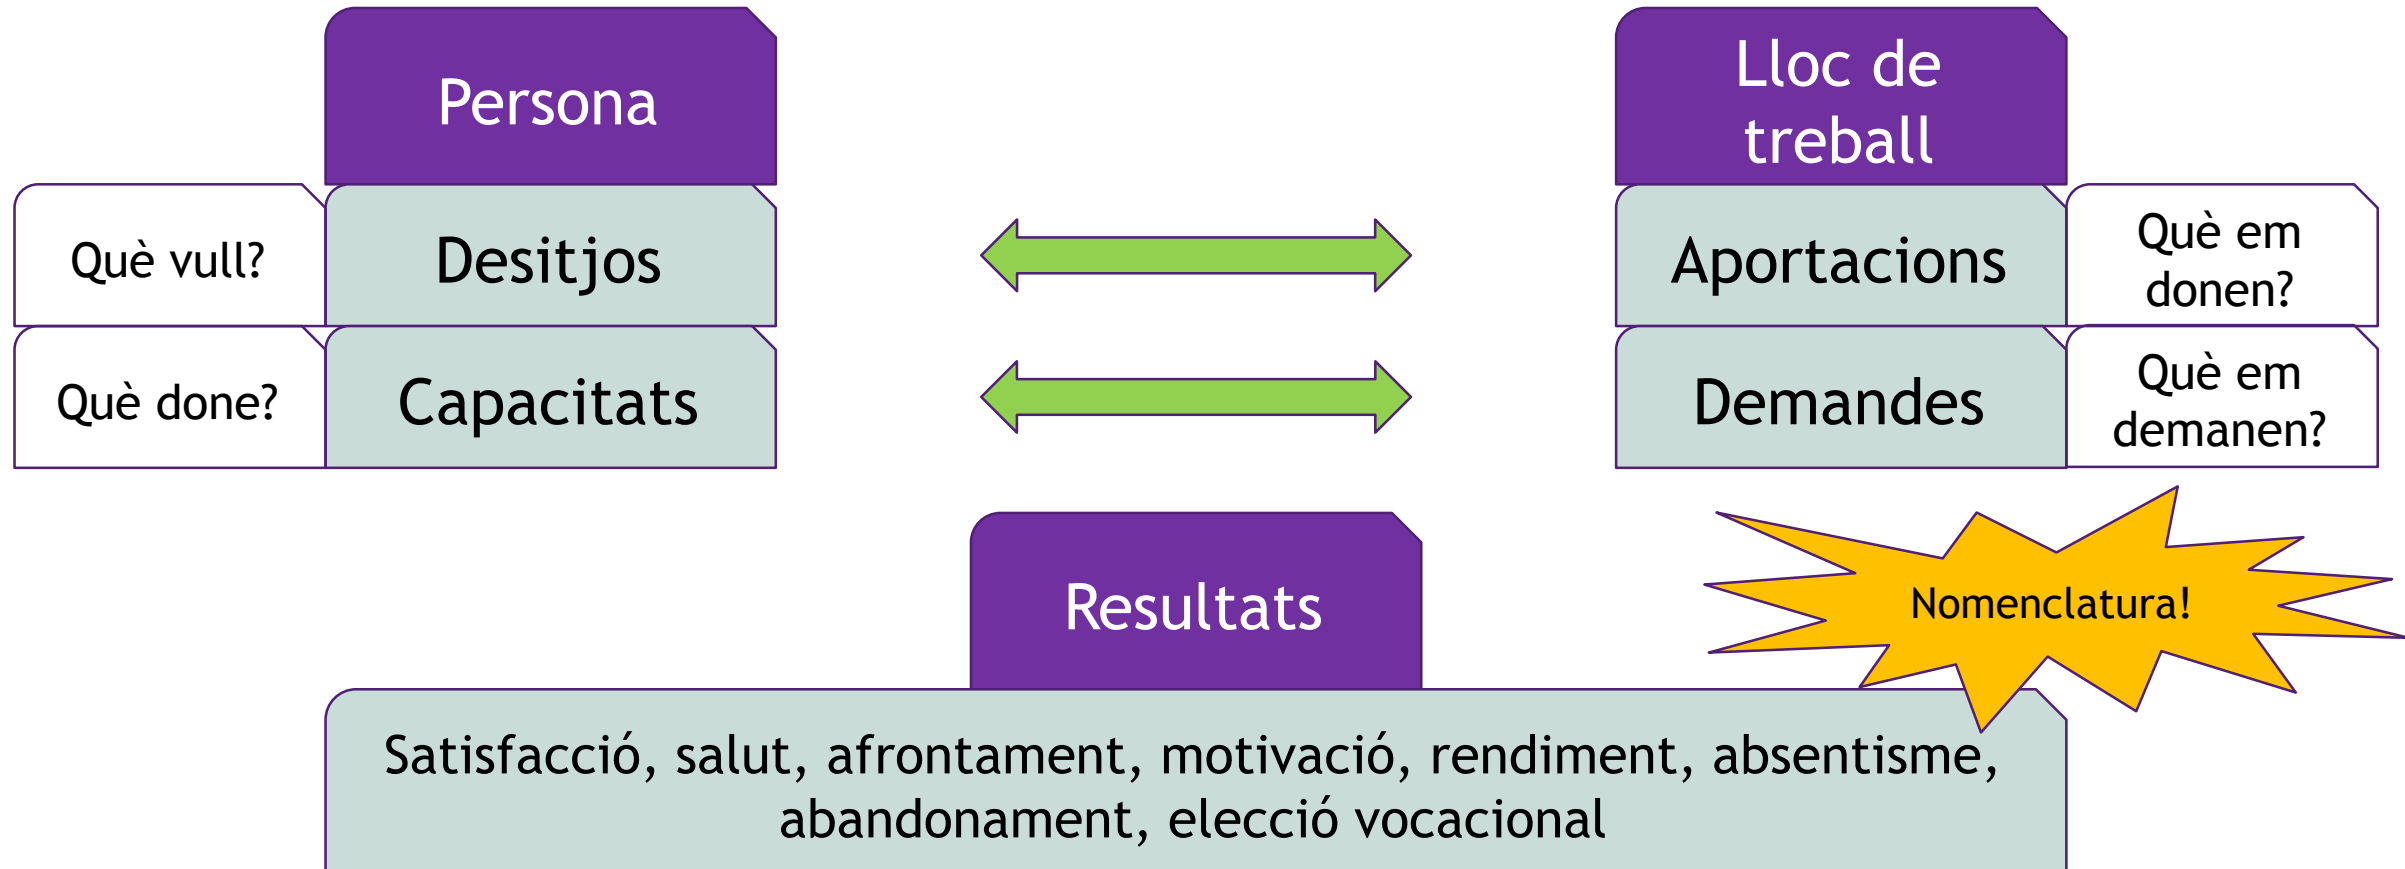 Persona
Lloc de
treball
Què vull?
Desitjos
Aportacions
Què em
donen?
Què done?
Capacitats
Demandes
Què em
demanen?
Resultats
Nomenclatura!
Satisfacció, salut, afrontament, motivació, rendiment, absentisme,
abandonament, elecció vocacional